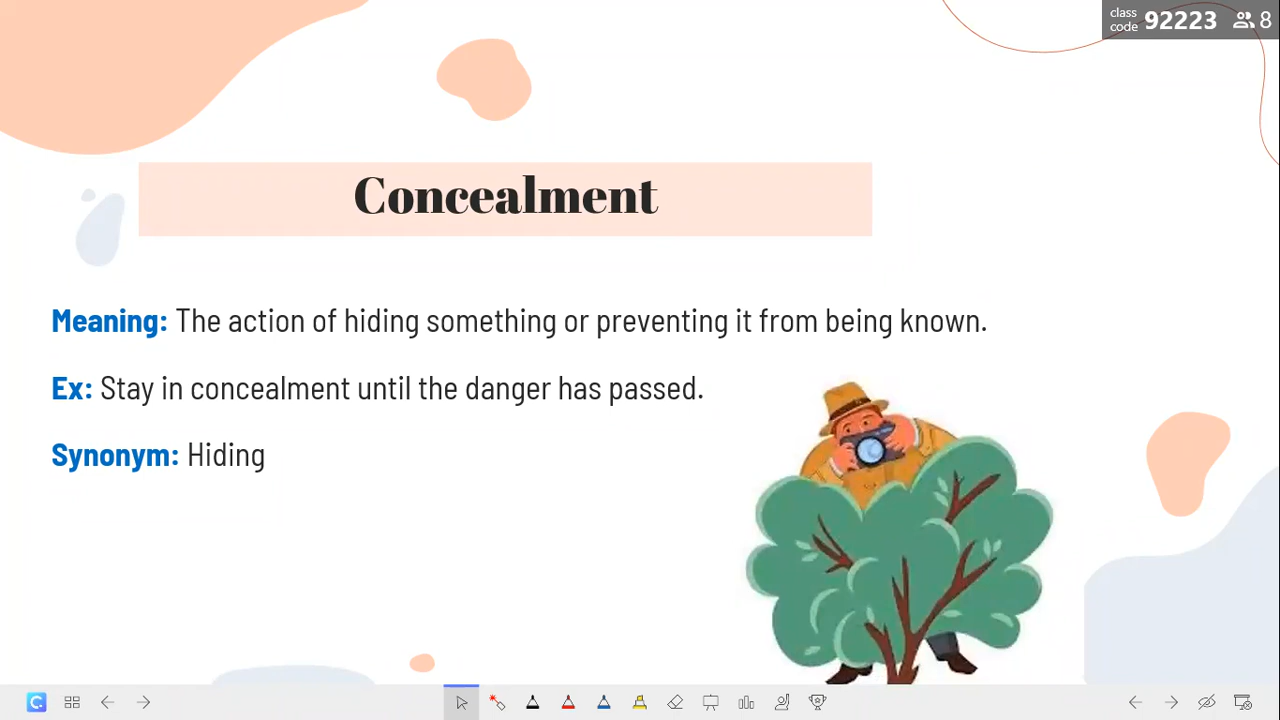 class
code 92223 8
Concealment
Meaning: The action of hiding something or preventing it from being known.
Ex: Stay in concealment until the danger has passed.
Synonym: Hiding
C